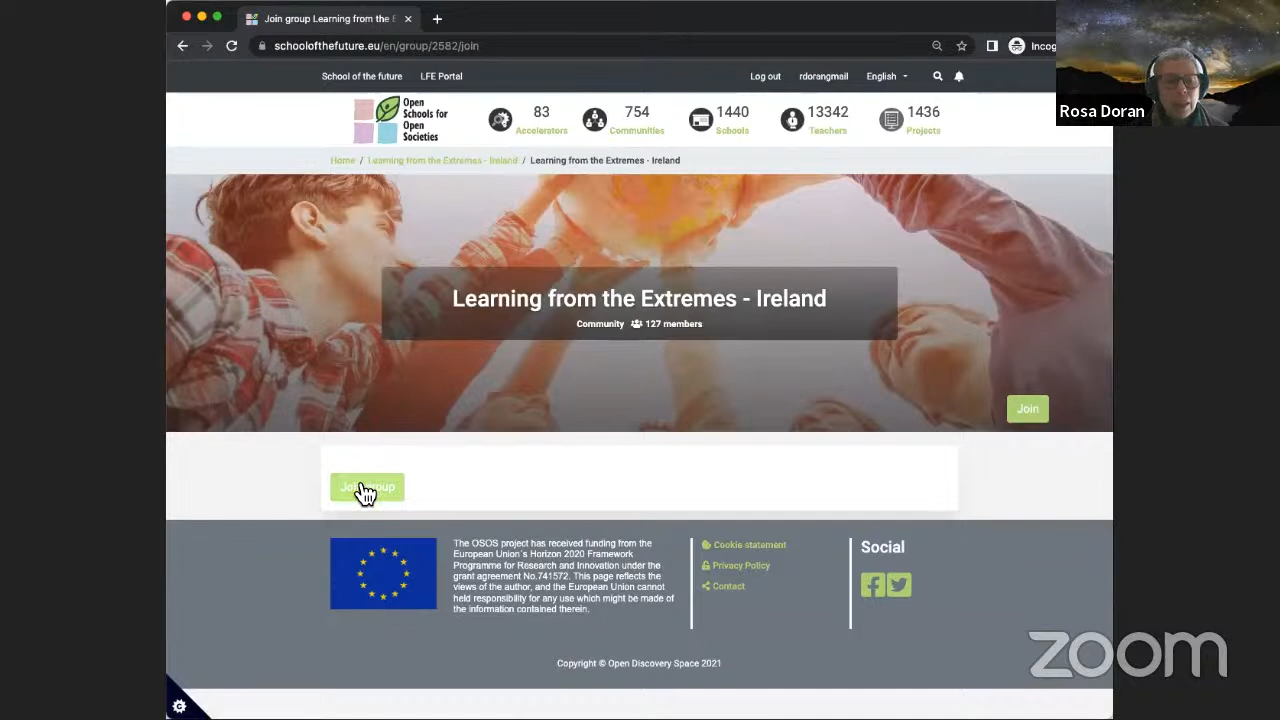 Join group Learning from the E
schoolofthefuture.eu/en/group/2582/join
Incog
Rosa Doran
School of the future
LFE Portal
Log out
rdorangmail
English
Open
Schools for
Open
Societies
83
Accelerators
754
Communities
1440
Schools
13342
Teachers
1436
Projects
Home / Learning from the Extremes - Ireland / Learning from the Extremes - Ireland
Learning from the Extremes - Ireland
Community 127 members
Join
Join group
The OSOS project has received funding from the
European Union's Horizon 2020 Framework
Programme for Research and Innovation under the
grant agreement No.741572. This page reflects the
views of the author, and the European Union cannot
held responsibility for any use which might be made of
the information contained therein.
Cookie statement
Privacy Policy
Contact
Social
Copyright © Open Discovery Space 2021
zoom